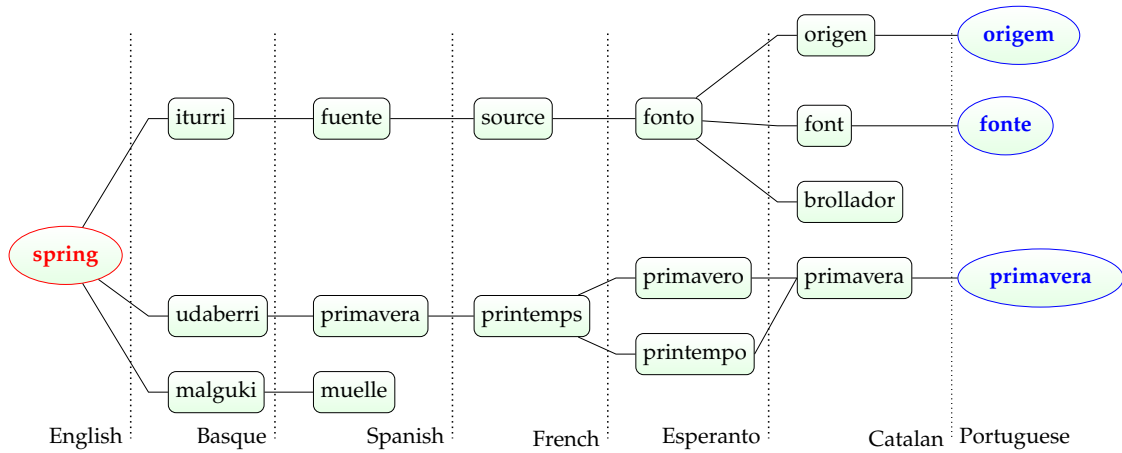 origen origem
iturri fuente source fonto font fonte
brollador
spring
primavero primavera primavera
udaberri primavera printemps
printempo
malguki muelle
English Basque Spanish French Esperanto Catalan Portuguese